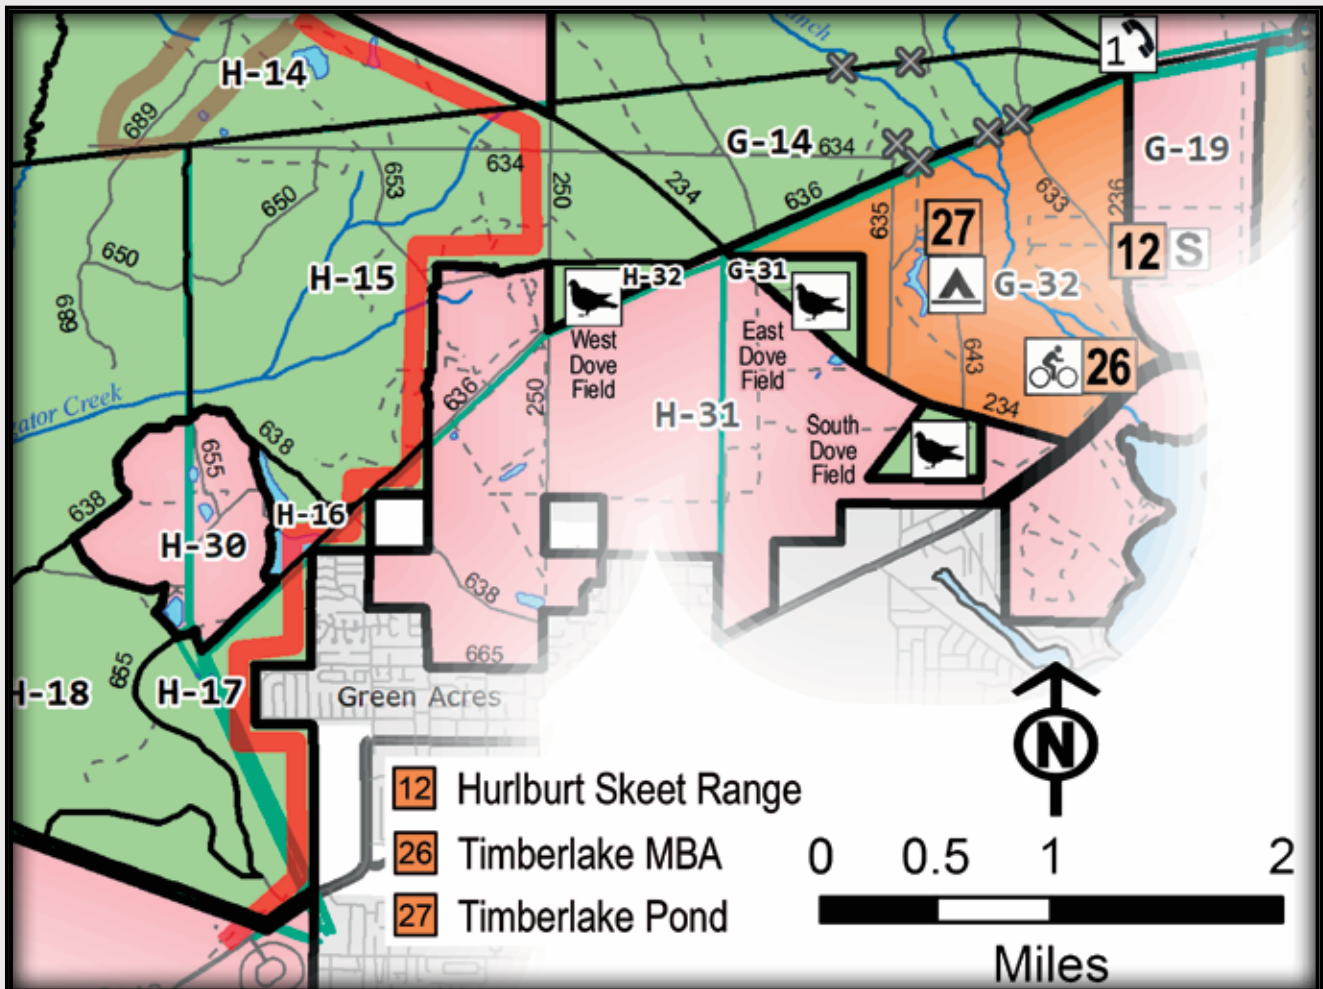 anch
1
H-14
689
G-14
634
G-19
634
653
250
234
636
635
633
236
650
27
12
S
650
H-15
H-32
G-31
G-32
689
West
Dove
Field
East
Dove
Field
643
26
636
250
234
ator Creek
H-31
638
655
South
Dove
Field
638
H-16
H-30
638
665
655
H-18
H-17
Green Acres
N
12 Hurlburt Skeet Range
26 Timberlake MBA
27 Timberlake Pond
0 0.5 1 2
Miles